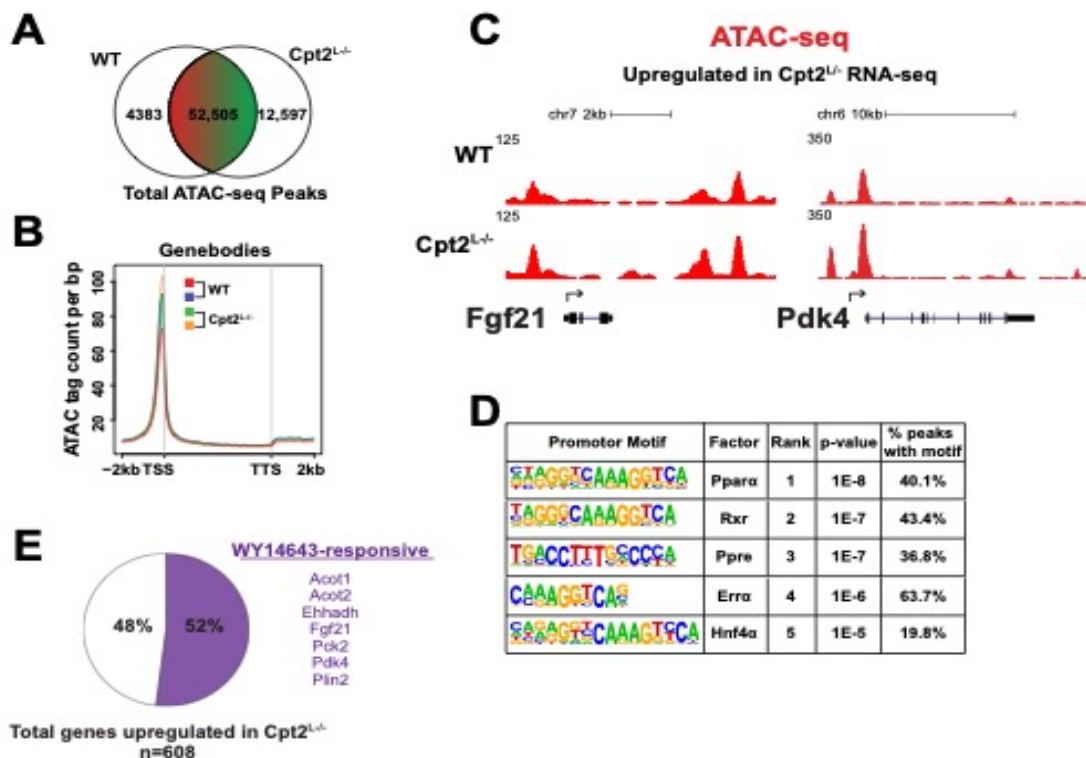 A
WT
Cpt2L-/-
4383
52,505
12,597
Total ATAC-seq Peaks
B
Genebodies
ATAC tag count per bp
100
80
60
40
20
WT
Cpt2L-/-
−2kb TSS
TTS 2kb
C
ATAC-seq
Upregulated in Cpt2L/- RNA-seq
chr7 2kb
chr6 10kb
125
350
WT
125
350
Cpt2L-/-
Fgf21
Pdk4
D
Promotor Motif Factor Rank p-value % peaks with motif
Pparα 1 1E-8 40.1%
TAGGGCAAAGGTCA Rxr 2 1E-7 43.4%
Ppre 3 1E-7 36.8%
Errα 4 1E-6 63.7%
Hnf4α 5 1E-5 19.8%
E
WY14643-responsive
48%
52%
Acot1
Acot2
Ehhadh
Fgf21
Pck2
Pdk4
Plin2
Total genes upregulated in Cpt2L-/-
n=608